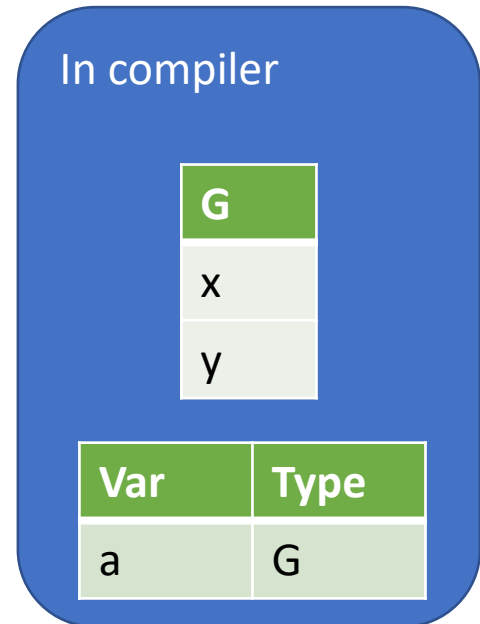 In compiler
G
x
y
Var Type
a G